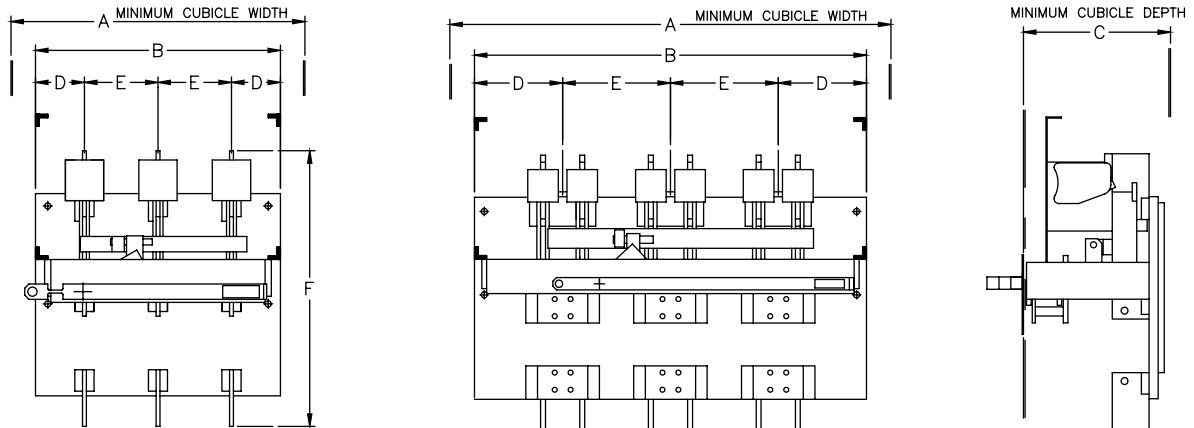 A MINIMUM CUBICLE WIDTH
B
D E E D
F
MINIMUM CUBICLE WIDTH
A
B
D E E D
MINIMUM CUBICLE DEPTH
C